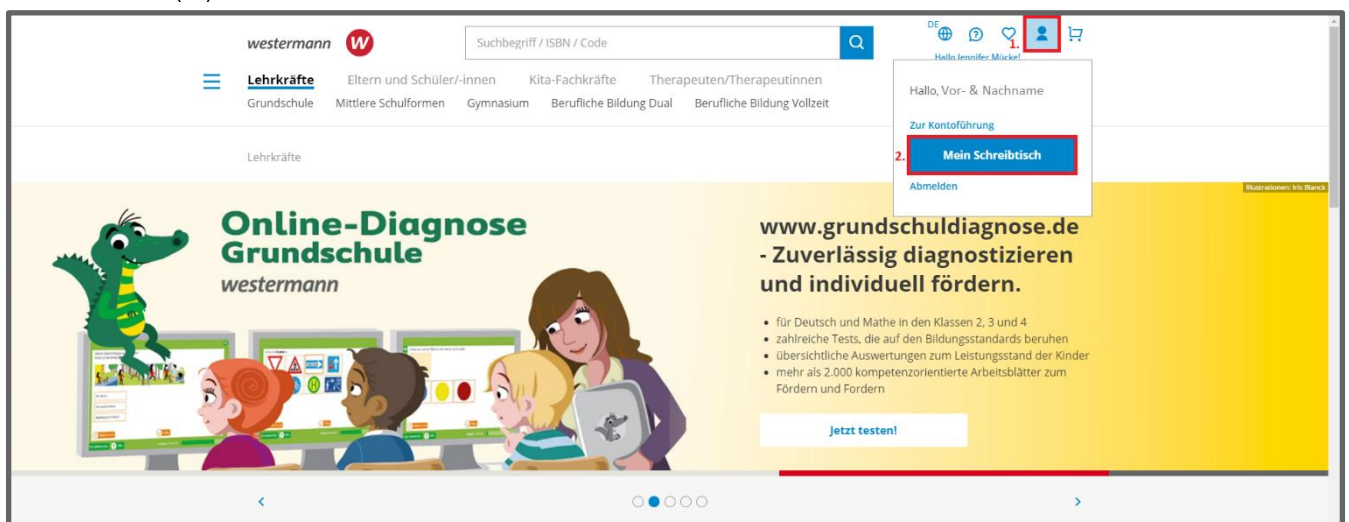 westermann W
Suchbegriff / ISBN / Code
DE
1.
Hallo Jennifer Mücke!
Lehrkräfte Eltern und Schüler/-innen Kita-Fachkräfte Therapeuten/Therapeutinnen
Grundschule Mittlere Schulformen Gymnasium Berufliche Bildung Dual Berufliche Bildung Vollzeit
Hallo, Vor- & Nachname
Zur Kontoführung
2. Mein Schreibtisch
Abmelden
Lehrkräfte
Illustrationen: Iris Blanck
Online-Diagnose
Grundschule
westermann
www.grundschuldiagnose.de
- Zuverlässig diagnostizieren
und individuell fördern.
• für Deutsch und Mathe in den Klassen 2, 3 und 4
• zahlreiche Tests, die auf den Bildungsstandards beruhen
• übersichtliche Auswertungen zum Leistungsstand der Kinder
• mehr als 2.000 kompetenzorientierte Arbeitsblätter zum
Fördern und Fordern
Jetzt testen!